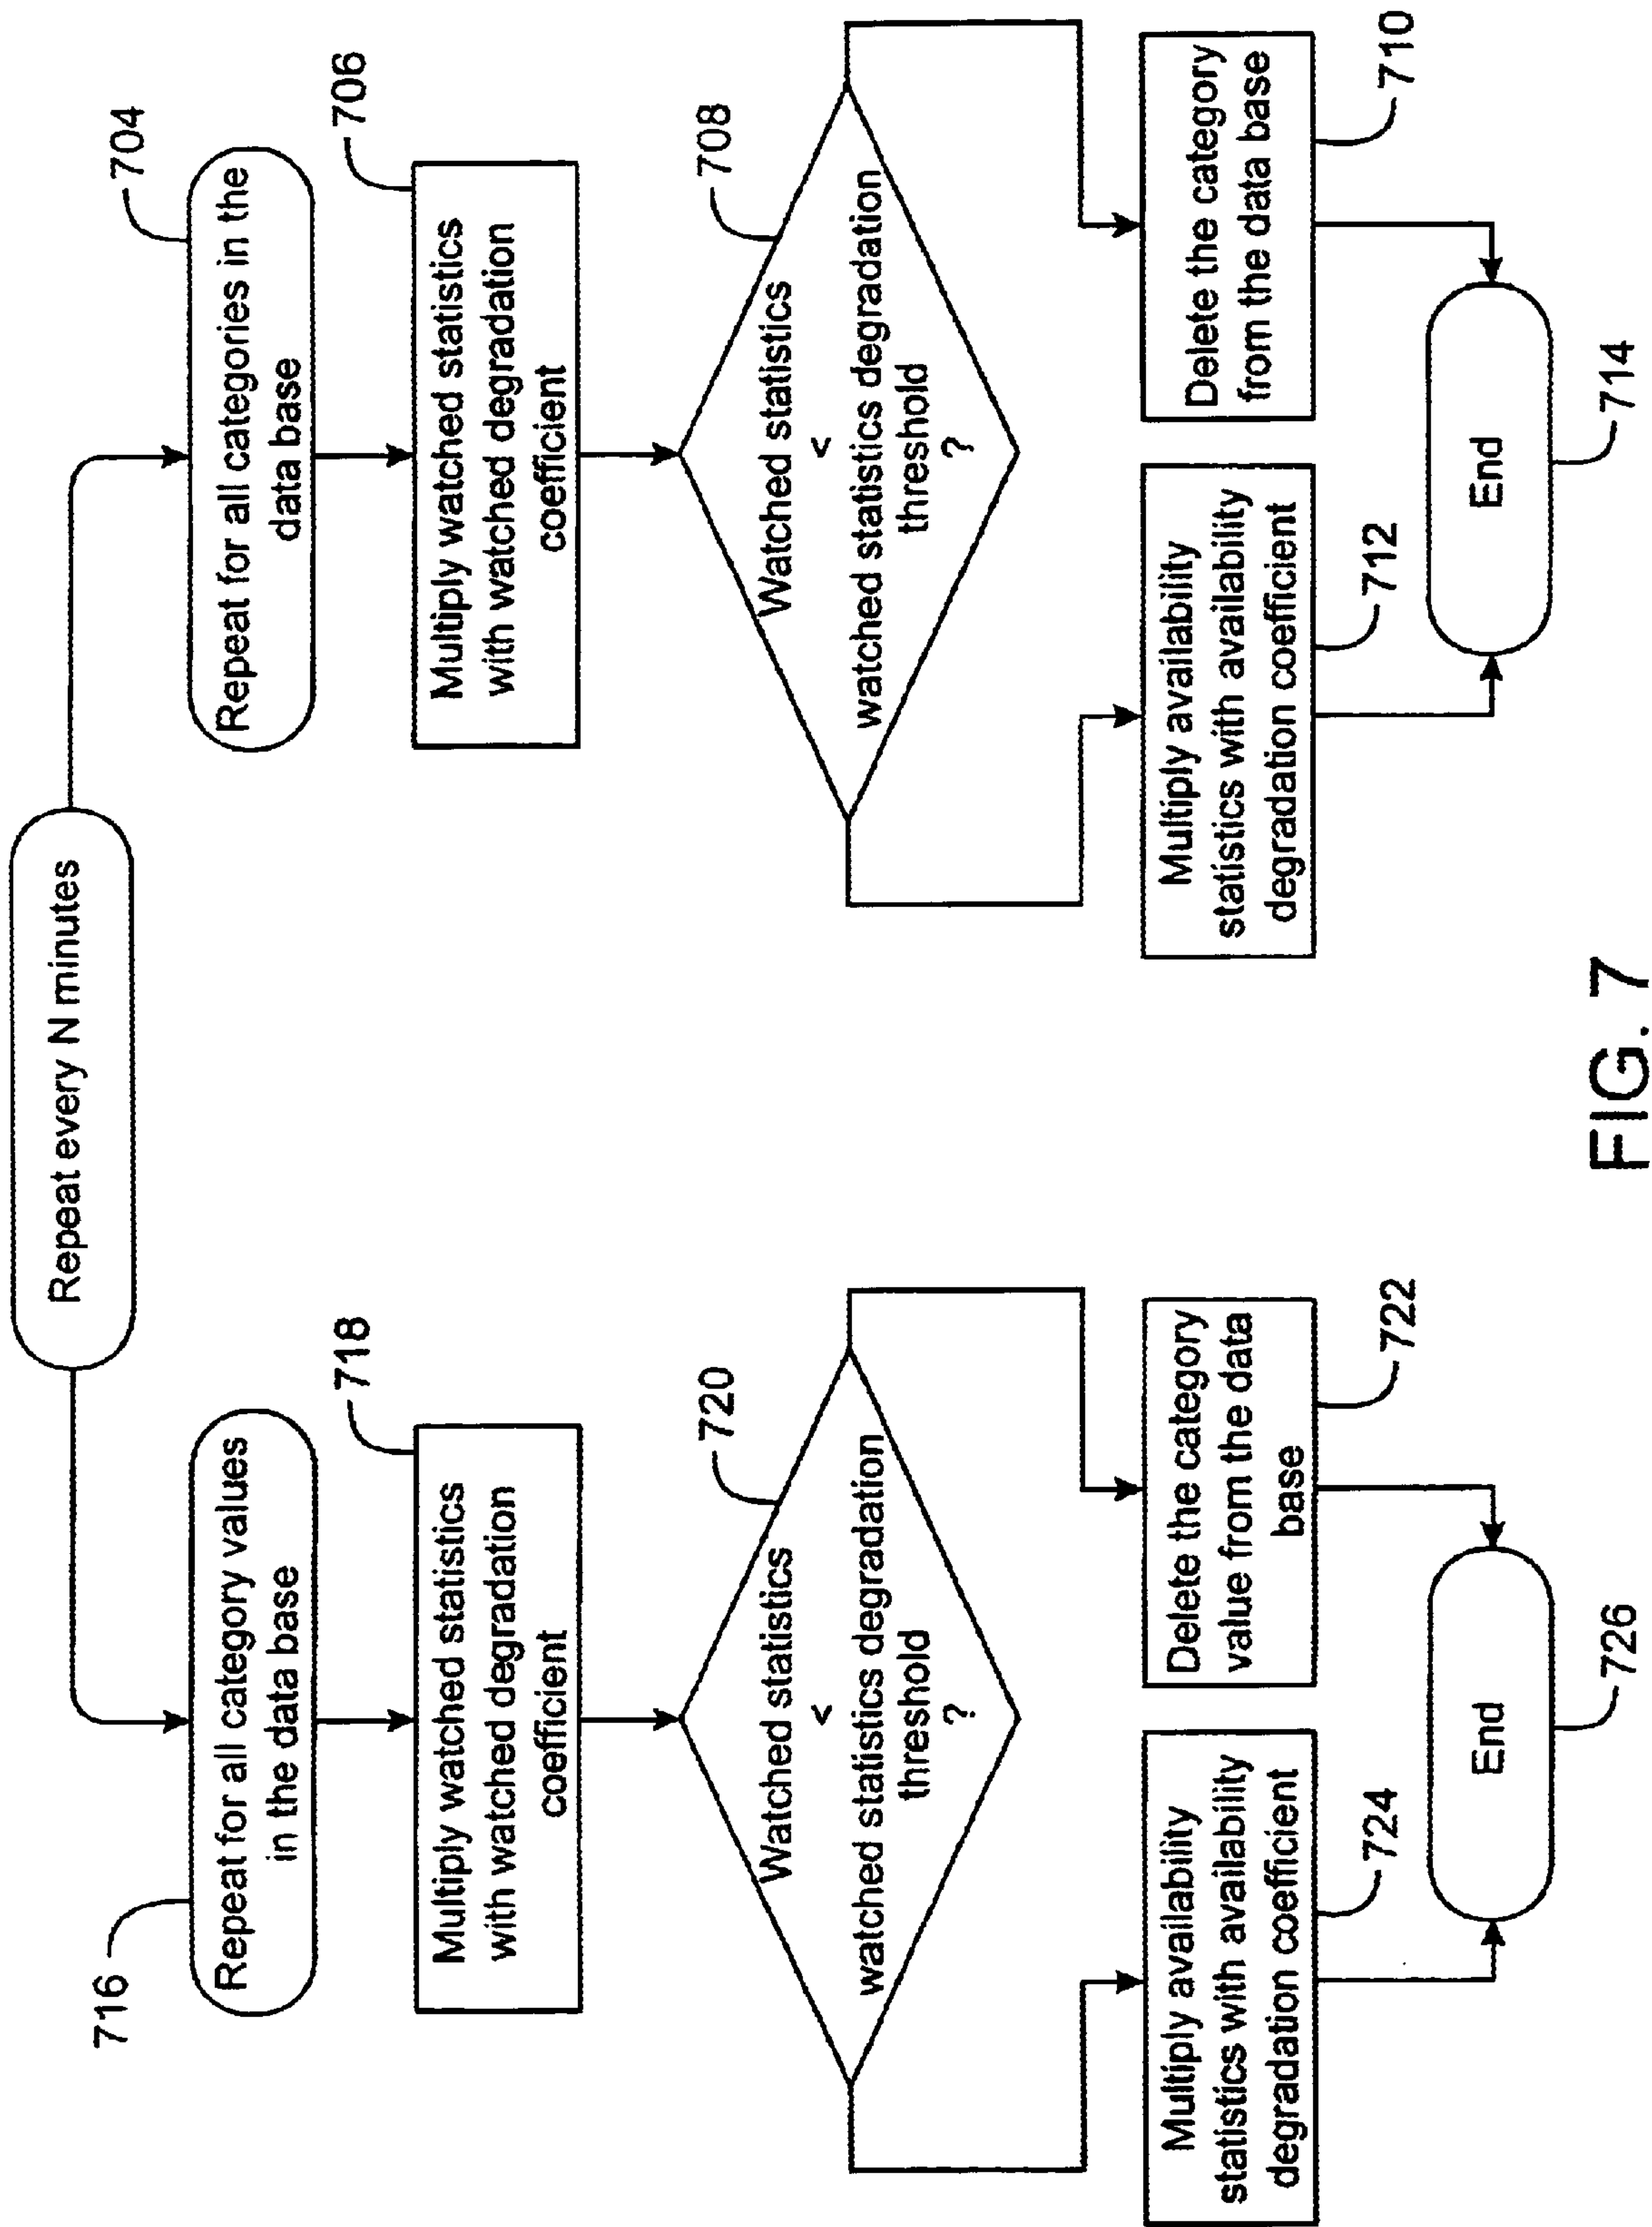 Repeat every N minutes
716
Repeat for all category values
in the data base
718
Multiply watched statistics
with watched degradation
coefficient
720
Watched statistics
<
watched statistics degradation
threshold
?
Multiply availability
statistics with availability
degradation coefficient
724
Delete the category
value from the data
base
722
End
726
704
Repeat for all categories in the
data base
706
Multiply watched statistics
with watched degradation
coefficient
708
Watched statistics
<
watched statistics degradation
threshold
?
Multiply availability
statistics with availability
degradation coefficient
712
Delete the category
from the data base
710
End
714
FIG. 7